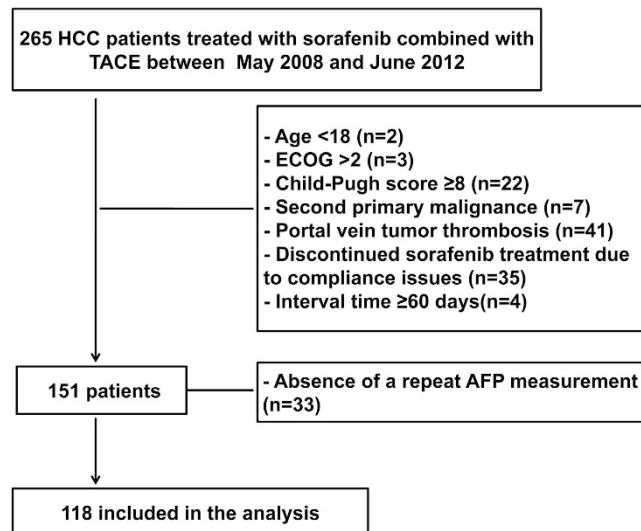 265 HCC patients treated with sorafenib combined with
TACE between May 2008 and June 2012
- Age <18 (n=2)
- ECOG >2 (n=3)
- Child-Pugh score ≥8 (n=22)
- Second primary malignance (n=7)
- Portal vein tumor thrombosis (n=41)
- Discontinued sorafenib treatment due
to compliance issues (n=35)
- Interval time ≥60 days(n=4)
151 patients
- Absence of a repeat AFP measurement
(n=33)
118 included in the analysis